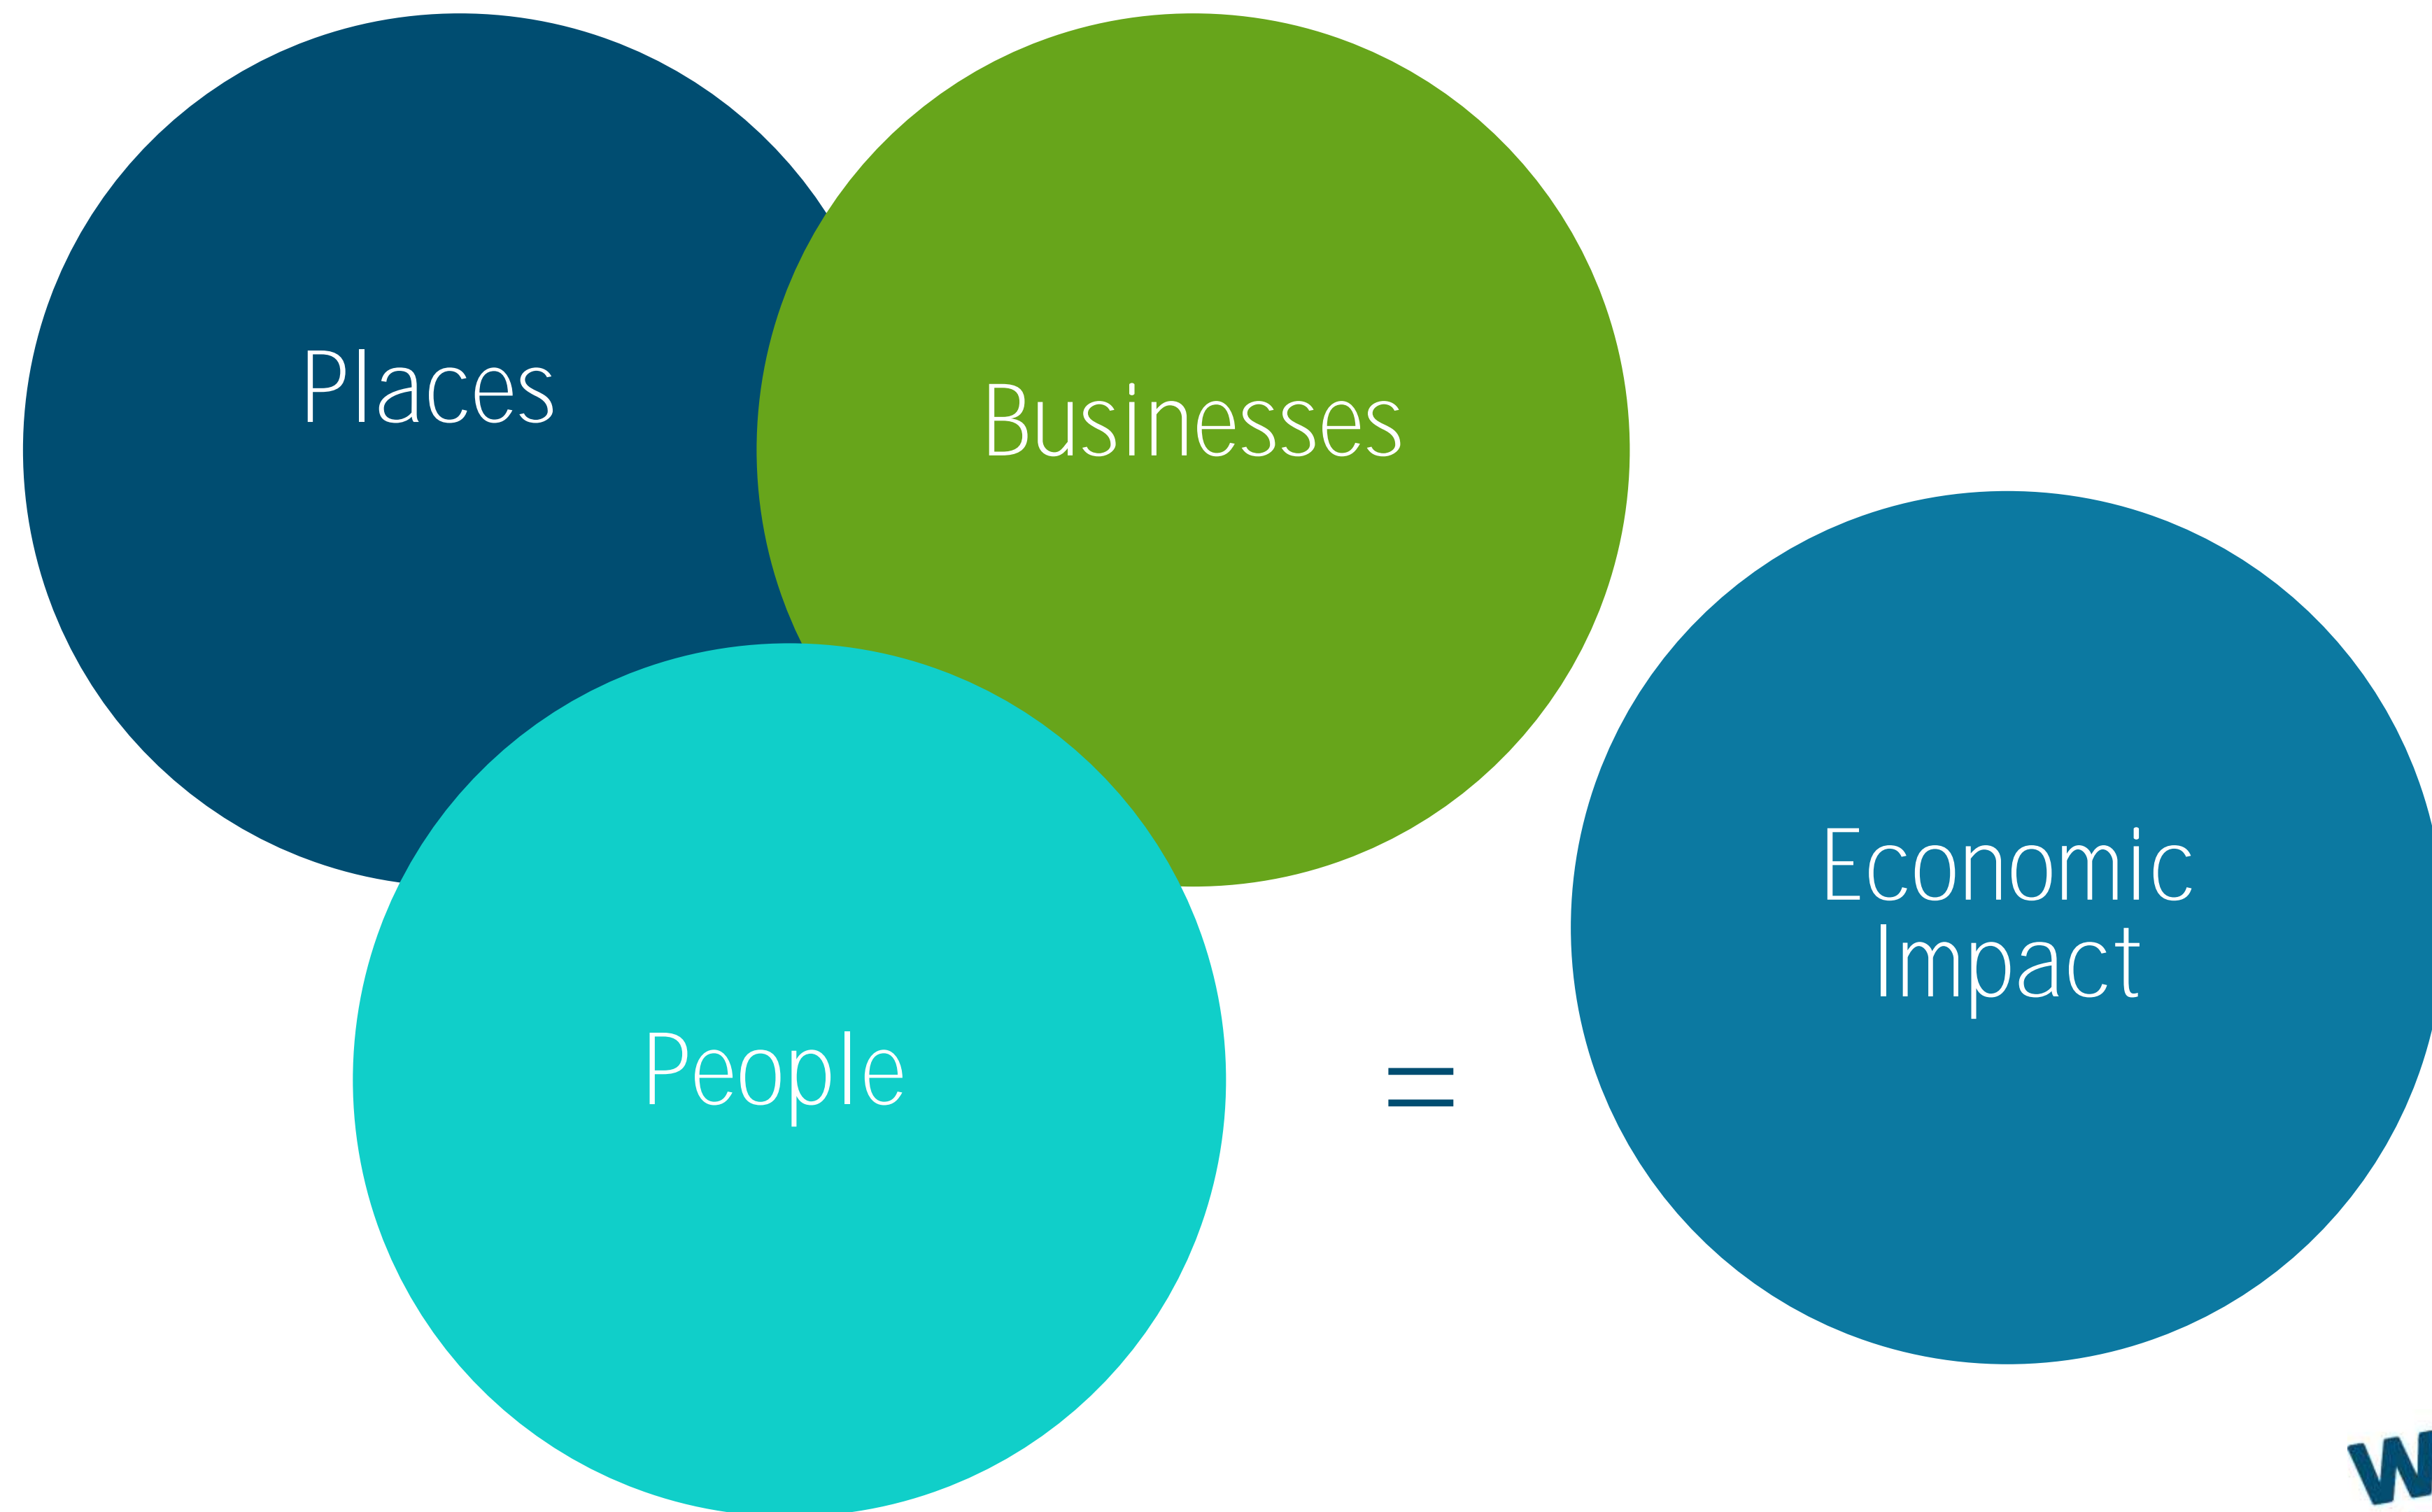 Places
Businesses
People
=
Economic
Impact
W